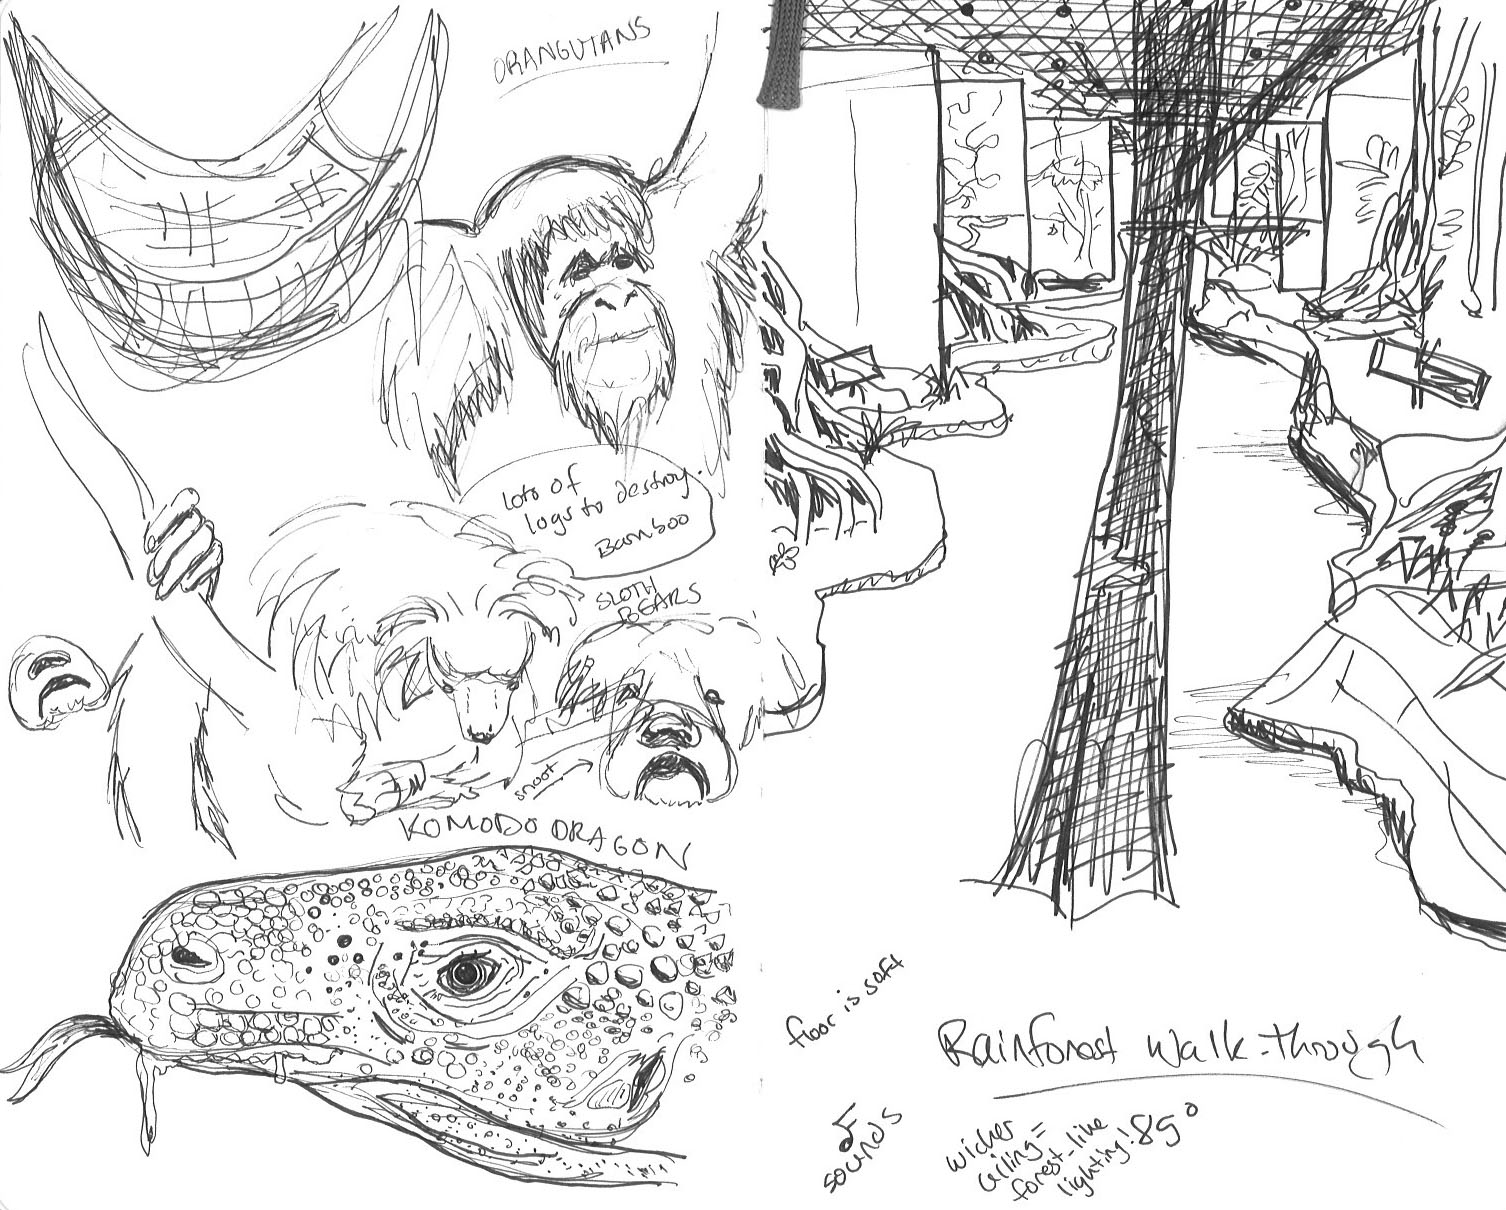 ORANGUTANS
Lots of
logs to destroy.
Bamboo
SLOTH
BEARS
snoot
KOMODO DRAGON
floor is soft
Rainforest Walk-through
sounds
wicker
ceiling =
forest-like
lighting!
85°